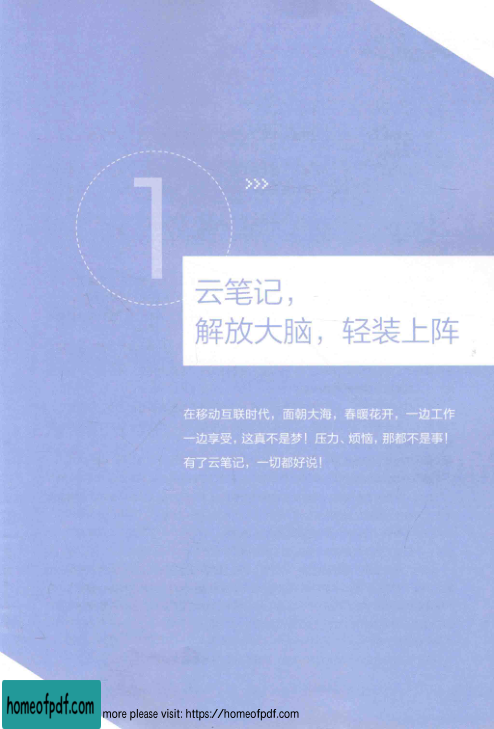 1
>>>
云笔记，
解放大脑，轻装上阵
在移动互联时代，面朝大海，春暖花开，一边工作
一边享受，这真不是梦！压力、烦恼，那都不是事！
有了云笔记，一切都好说！
homeofpdf.com
more please visit: https://homeofpdf.com